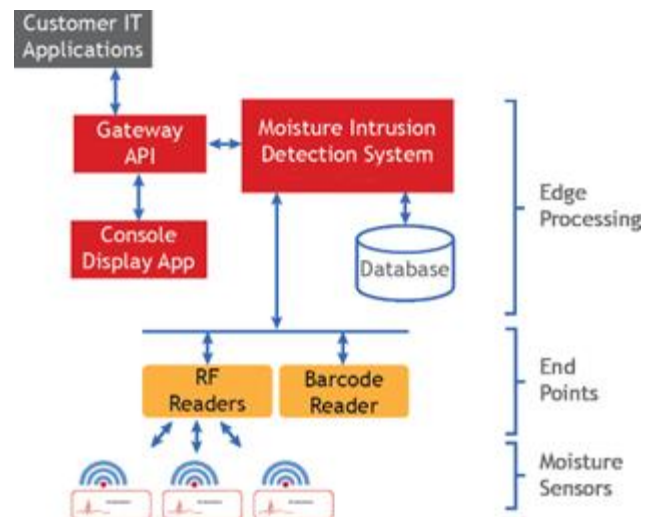 Customer IT
Applications
Gateway
API
Moisture Intrusion
Detection System
Console
Display App
Database
Edge
Processing
RF
Readers
Barcode
Reader
End
Points
Moisture
Sensors